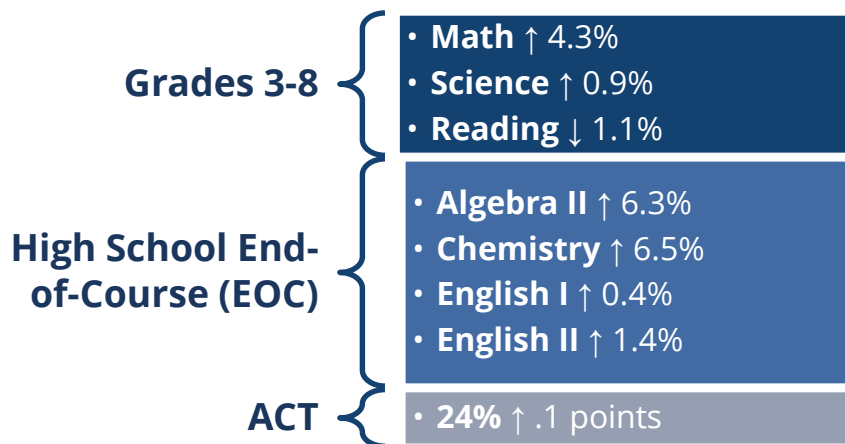 Grades 3-8
• Math ↑ 4.3%
• Science ↑ 0.9%
• Reading ↓ 1.1%
High School End-
of-Course (EOC)
• Algebra II ↑ 6.3%
• Chemistry ↑ 6.5%
• English I ↑ 0.4%
• English II ↑ 1.4%
ACT
• 24% ↑ .1 points